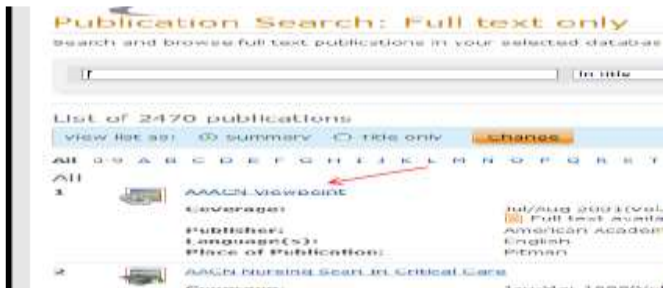 Publication Search: Full text only
Search and browse full text publications in your selected databas
In title
List of 2470 publications
View list as: Summary Title only Change
All 0-9 A B C D E F G H I J K L M N O P Q R S T
All
1 AAACN Viewpoint
Coverage: Jul/Aug 2001(Vol.
Full text availa
Publisher: American Academ
Language(s): English
Place of Publication: Pitman
2 AACN Nursing Scan In Critical Care